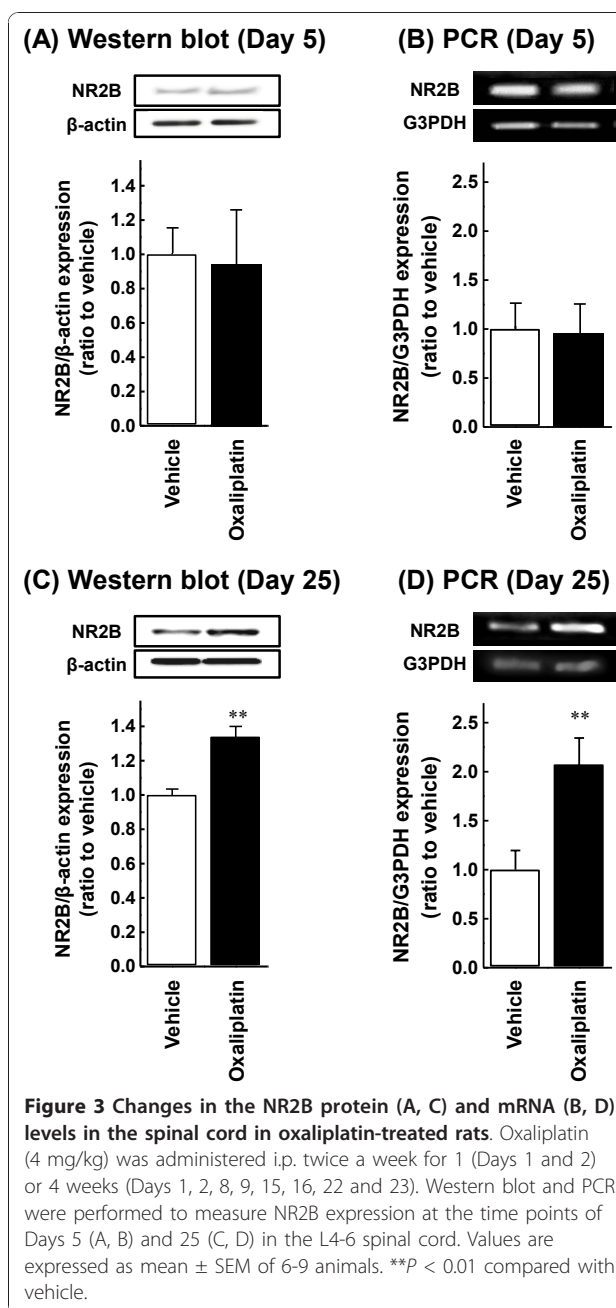 (A) Western blot (Day 5)
NR2B
β-actin
NR2B/β-actin expression
(ratio to vehicle)
1.4
1.2
1.0
0.8
0.6
0.4
0.2
0.0
Vehicle
Oxaliplatin
(B) PCR (Day 5)
NR2B
G3PDH
NR2B/G3PDH expression
(ratio to vehicle)
2.5
2.0
1.5
1.0
0.5
0.0
Vehicle
Oxaliplatin
(C) Western blot (Day 25)
NR2B
β-actin
NR2B/β-actin expression
(ratio to vehicle)
1.4
1.2
1.0
0.8
0.6
0.4
0.2
0.0
**
Vehicle
Oxaliplatin
(D) PCR (Day 25)
NR2B
G3PDH
NR2B/G3PDH expression
(ratio to vehicle)
2.5
2.0
1.5
1.0
0.5
0.0
**
Vehicle
Oxaliplatin
Figure 3 Changes in the NR2B protein (A, C) and mRNA (B, D)
levels in the spinal cord in oxaliplatin-treated rats. Oxaliplatin
(4 mg/kg) was administered i.p. twice a week for 1 (Days 1 and 2)
or 4 weeks (Days 1, 2, 8, 9, 15, 16, 22 and 23). Western blot and PCR
were performed to measure NR2B expression at the time points of
Days 5 (A, B) and 25 (C, D) in the L4-6 spinal cord. Values are
expressed as mean ± SEM of 6-9 animals. **P < 0.01 compared with
vehicle.